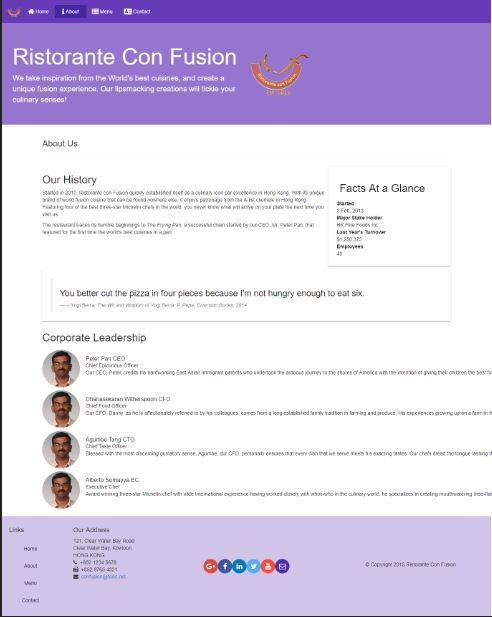 Home About Menu Contact
Ristorante Con Fusion
We take inspiration from the World's best cuisines, and create a
unique fusion experience. Our lipsmacking creations will tickle your
culinary senses!
Ristorante con Fusion
About Us
Our History
Started in 2010, Ristorante con Fusion quickly established itself as a culinary icon par excellence in Hong Kong. With its unique
brand of world fusion cuisine that can be found nowhere else, it enjoys patronage from the A-list clientele in Hong Kong.
Featuring four of the best three-star Michelin chefs in the world, you never know what will arrive on your plate the next time you
visit us.
The restaurant traces its humble beginnings to The Frying Pan, a successful chain started by our CEO, Mr. Peter Pan, that
featured for the first time the world's best cuisines in a pan.
Facts At a Glance
Started
3 Feb. 2013
Major Stake Holder
HK Fine Foods Inc.
Last Year's Turnover
$1,250,375
Employees
40
You better cut the pizza in four pieces because I'm not hungry enough to eat six.
— Yogi Berra, The Wit and Wisdom of Yogi Berra, P. Pepe, Diversion Books, 2014
Corporate Leadership
Peter Pan CEO
Chief Epicurious Officer
Our CEO, Peter, credits his hardworking East Asian immigrant parents who undertook the arduous journey to the shores of America with the intention of giving their children the best fu
Dhanasekaran Witherspoon CFO
Chief Food Officer
Our CFO, Danny, as he is affectionately referred to by his colleagues, comes from a long established family tradition in farming and produce. His experiences growing up on a farm in th
Agumbe Tang CTO
Chief Taste Officer
Blessed with the most discerning gustatory sense, Agumbe, our CFO, personally ensures that every dish that we serve meets his exacting tastes. Our chefs dread the tongue lashing th
Alberto Somayya EC
Executive Chef
Award winning three-star Michelin chef with wide International experience having worked closely with whos-who in the culinary world, he specializes in creating mouthwatering Indo-Itali
Links
Home
About
Menu
Contact
Our Address
121, Clear Water Bay Road
Clear Water Bay, Kowloon
HONG KONG
+852 1234 5678
+852 8765 4321
confusion@food.net
© Copyright 2013 Ristorante Con Fusion